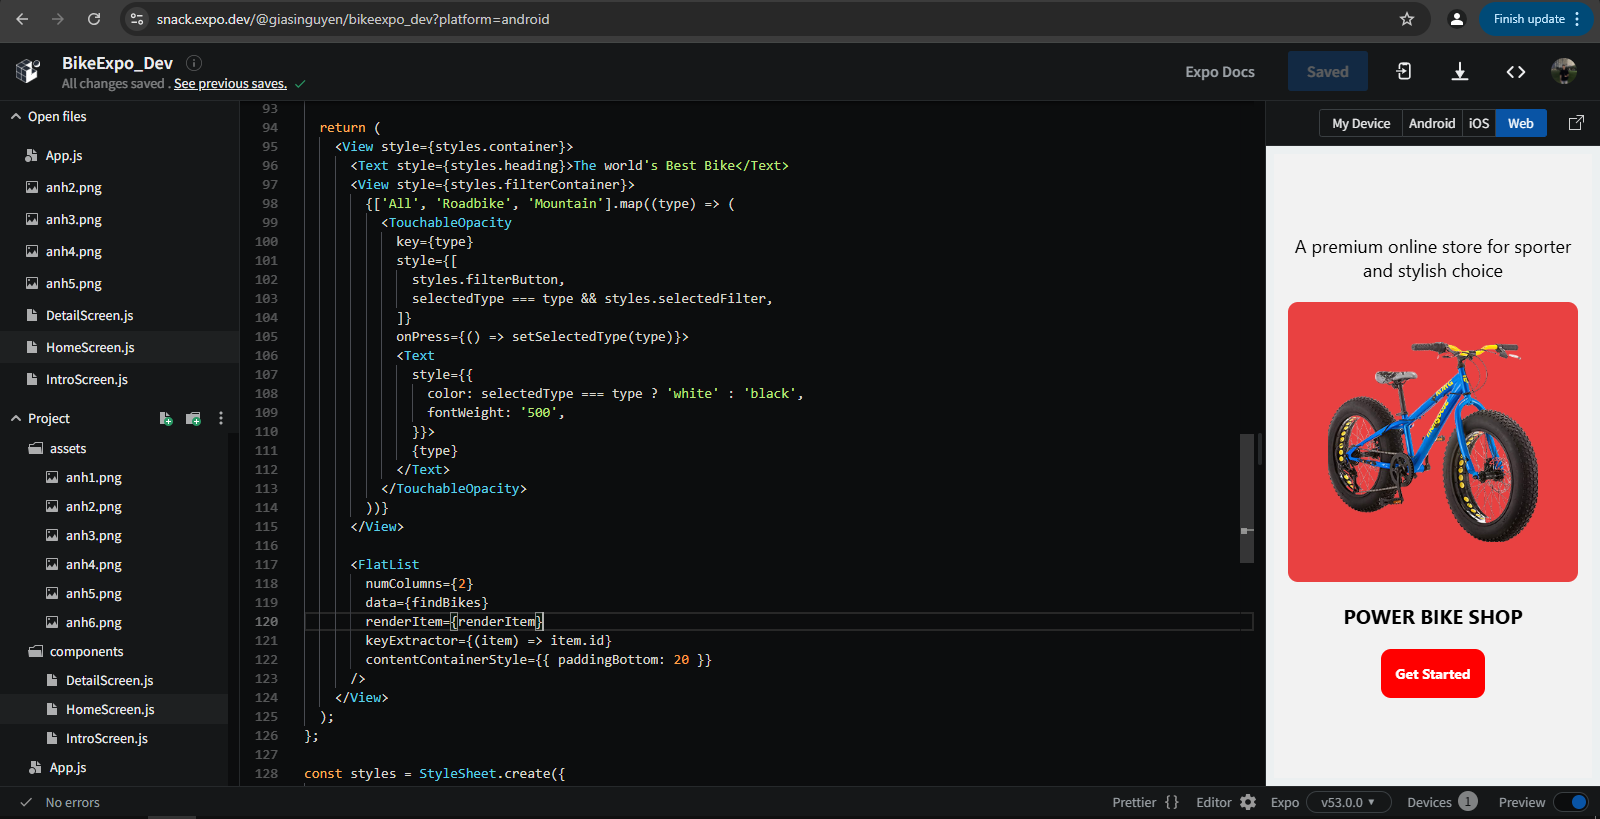 snack.expo.dev/@giasinguyen/bikeexpo_dev?platform=android
Finish update
BikeExpo_Dev
All changes saved . See previous saves.
Expo Docs
Saved
Open files
App.js
anh2.png
anh3.png
anh4.png
anh5.png
DetailScreen.js
HomeScreen.js
IntroScreen.js
Project
assets
anh1.png
anh2.png
anh3.png
anh4.png
anh5.png
anh6.png
components
DetailScreen.js
HomeScreen.js
IntroScreen.js
App.js
93
94 return (
95 <View style={styles.container}>
96 <Text style={styles.heading}>The world's Best Bike</Text>
97 <View style={styles.filterContainer}>
98 {['All', 'Roadbike', 'Mountain'].map((type) => (
99 <TouchableOpacity
100 key={type}
101 style={[
102 styles.filterButton,
103 selectedType === type && styles.selectedFilter,
104 ]}
105 onPress={() => setSelectedType(type)}>
106 <Text
107 style={{
108 color: selectedType === type ? 'white' : 'black',
109 fontWeight: '500',
110 }}>
111 {type}
112 </Text>
113 </TouchableOpacity>
114 ))}
115 </View>
116
117 <FlatList
118 numColumns={2}
119 data={findBikes}
120 renderItem={renderItem}
121 keyExtractor={(item) => item.id}
122 contentContainerStyle={{ paddingBottom: 20 }}
123 />
124 </View>
125 );
126 };
127
128 const styles = StyleSheet.create({
My Device
Android
iOS
Web
A premium online store for sporter
and stylish choice
POWER BIKE SHOP
Get Started
No errors
Prettier { }
Editor
Expo
v53.0.0
Devices
1
Preview